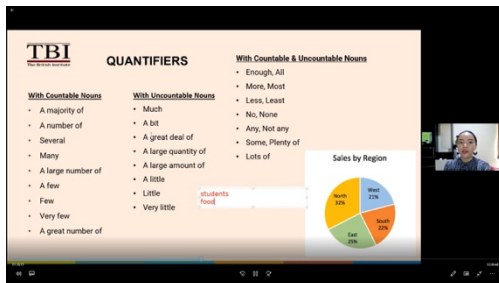 TBI
The British Institute
QUANTIFIERS
With Countable Nouns
A majority of
A number of
Several
Many
A large number of
A few
Few
Very few
A great number of
With Uncountable Nouns
Much
A bit
A great deal of
A large quantity of
A large amount of
A little
Little
Very little
students
food
With Countable & Uncountable Nouns
Enough, All
More, Most
Less, Least
No, None
Any, Not any
Some, Plenty of
Lots of
Sales by Region
North
32%
West
21%
South
22%
East
25%